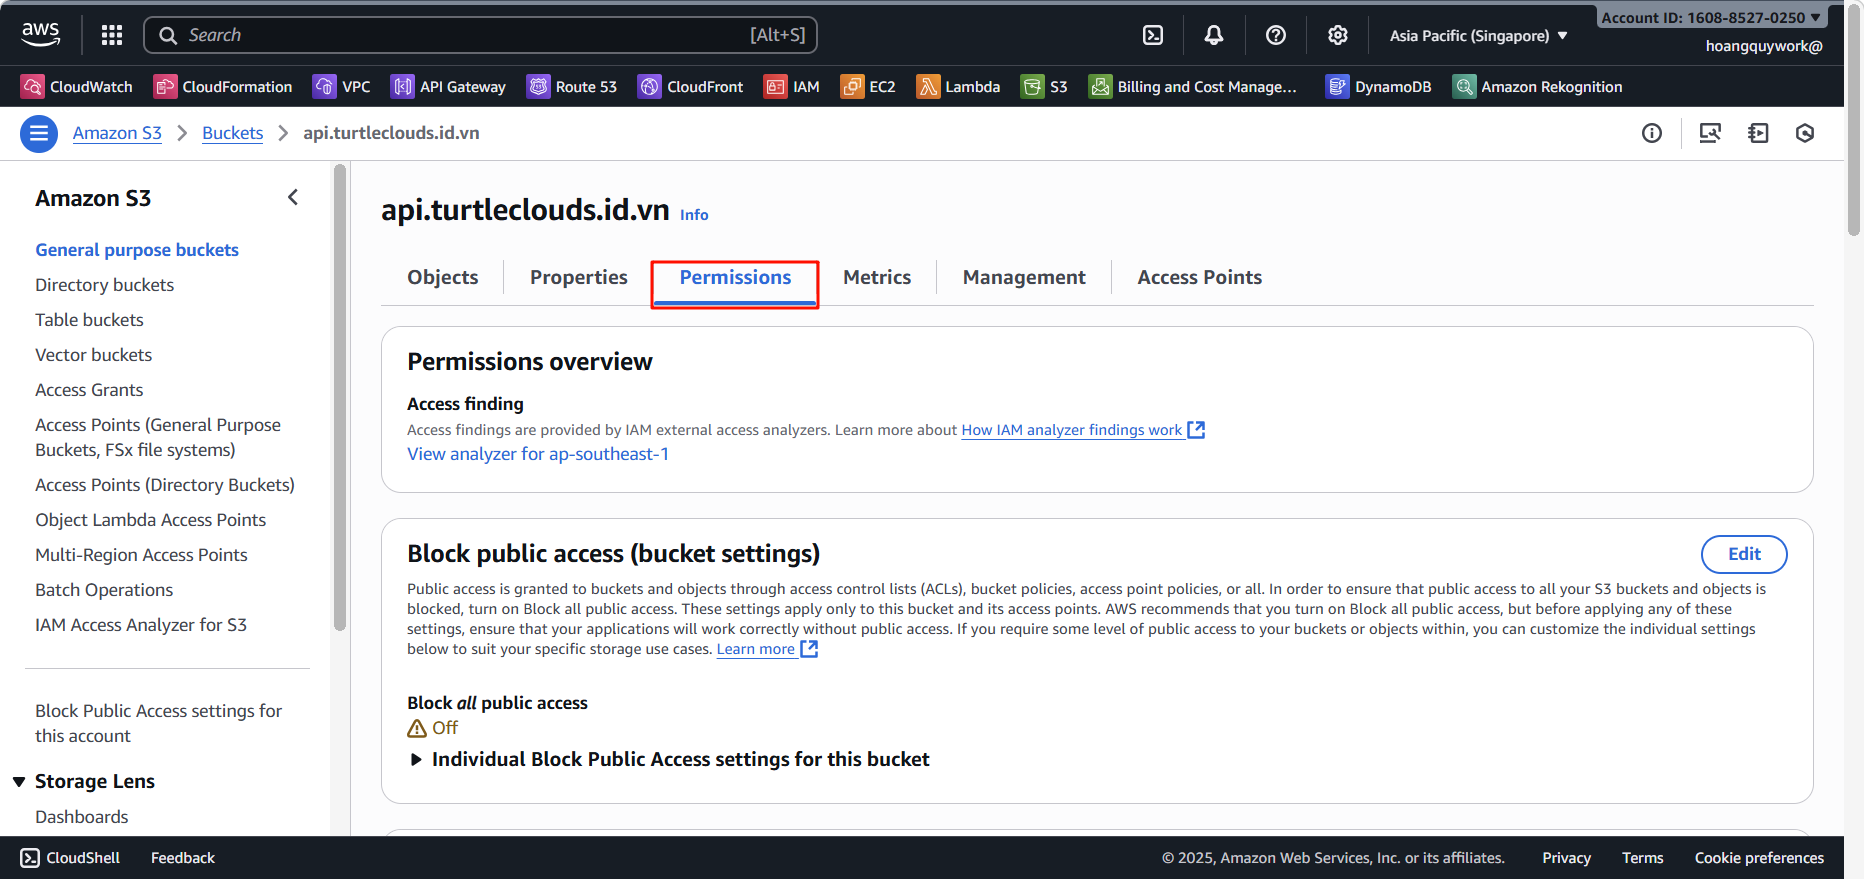 aws
Search
[Alt+S]
Asia Pacific (Singapore)
Account ID: 1608-8527-0250
hoangquywork@
CloudWatch
CloudFormation
VPC
API Gateway
Route 53
CloudFront
IAM
EC2
Lambda
S3
Billing and Cost Manage...
DynamoDB
Amazon Rekognition
Amazon S3
Buckets
api.turtleclouds.id.vn
Amazon S3
General purpose buckets
Directory buckets
Table buckets
Vector buckets
Access Grants
Access Points (General Purpose
Buckets, FSx file systems)
Access Points (Directory Buckets)
Object Lambda Access Points
Multi-Region Access Points
Batch Operations
IAM Access Analyzer for S3
Block Public Access settings for
this account
Storage Lens
Dashboards
api.turtleclouds.id.vn Info
Objects
Properties
Permissions
Metrics
Management
Access Points
Permissions overview
Access finding
Access findings are provided by IAM external access analyzers. Learn more about How IAM analyzer findings work
View analyzer for ap-southeast-1
Block public access (bucket settings)
Edit
Public access is granted to buckets and objects through access control lists (ACLs), bucket policies, access point policies, or all. In order to ensure that public access to all your S3 buckets and objects is
blocked, turn on Block all public access. These settings apply only to this bucket and its access points. AWS recommends that you turn on Block all public access, but before applying any of these
settings, ensure that your applications will work correctly without public access. If you require some level of public access to your buckets or objects within, you can customize the individual settings
below to suit your specific storage use cases. Learn more
Block all public access
Off
Individual Block Public Access settings for this bucket
CloudShell
Feedback
© 2025, Amazon Web Services, Inc. or its affiliates.
Privacy
Terms
Cookie preferences